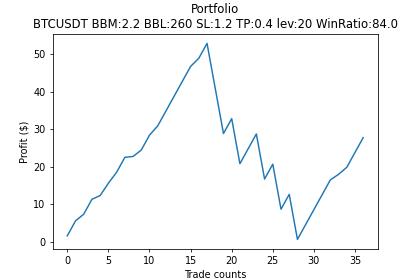 Portfolio
BTCUSDT BBM:2.2 BBL:260 SL:1.2 TP:0.4 lev:20 WinRatio:84.0
50
40
30
20
10
0
Profit ($)
0 5 10 15 20 25 30 35
Trade counts